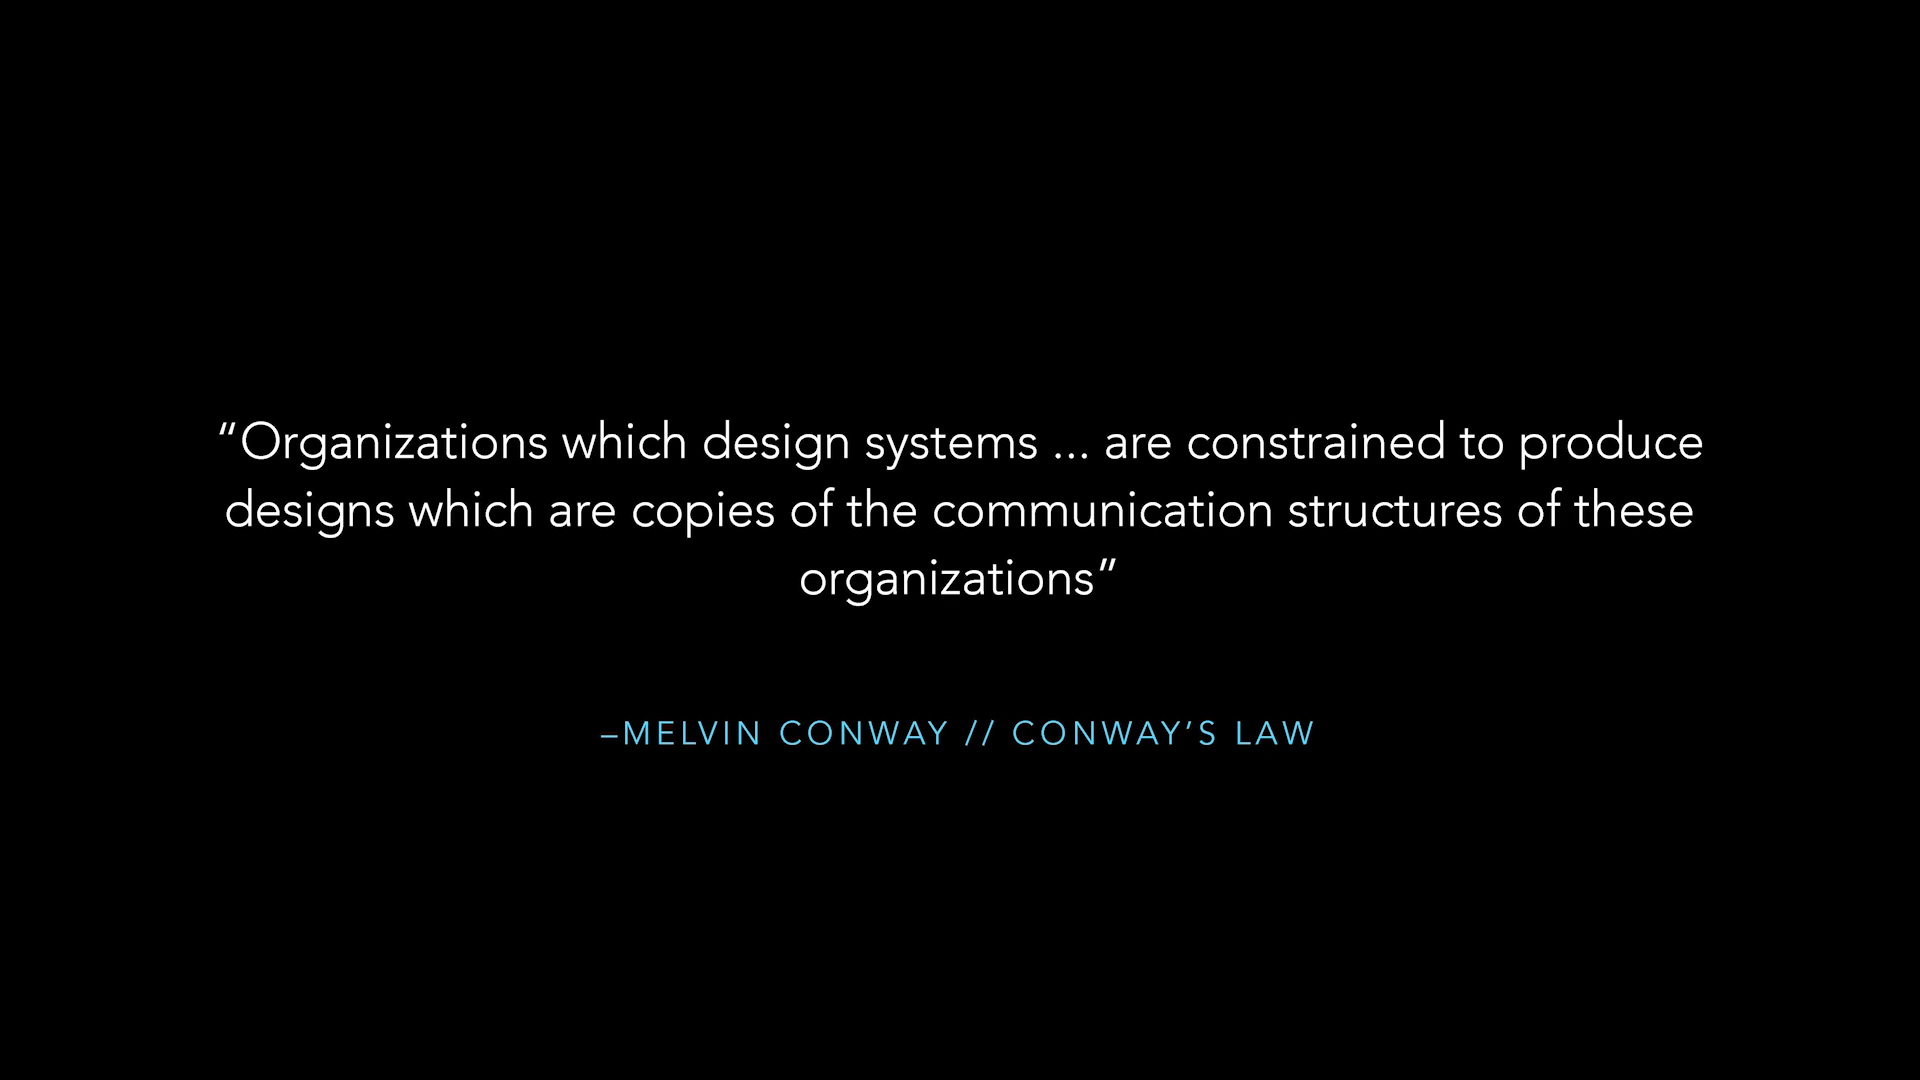 “Organizations which design systems ... are constrained to produce
designs which are copies of the communication structures of these
organizations”
–MELVIN CONWAY // CONWAY’S LAW